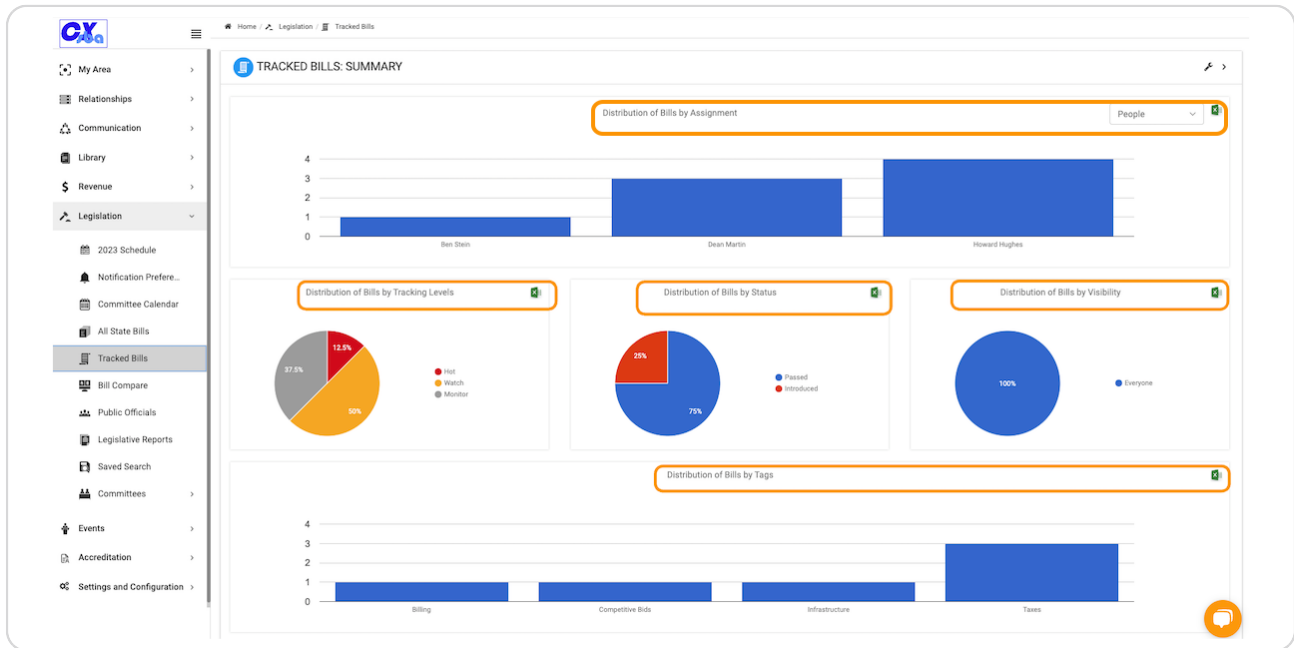 CXsba
Home / Legislation / Tracked Bills
My Area
Relationships
Communication
Library
Revenue
Legislation
2023 Schedule
Notification Prefere...
Committee Calendar
All State Bills
Tracked Bills
Bill Compare
Public Officials
Legislative Reports
Saved Search
Committees
Events
Accreditation
Settings and Configuration
TRACKED BILLS: SUMMARY
Distribution of Bills by Assignment
People
4
3
2
1
0
Ben Stein Dean Martin Howard Hughes
Distribution of Bills by Tracking Levels
12.5%
37.5%
50%
Hot
Watch
Monitor
Distribution of Bills by Status
25%
75%
Passed
Introduced
Distribution of Bills by Visibility
100%
Everyone
Distribution of Bills by Tags
4
3
2
1
0
Billing Competitive Bids Infrastructure Taxes